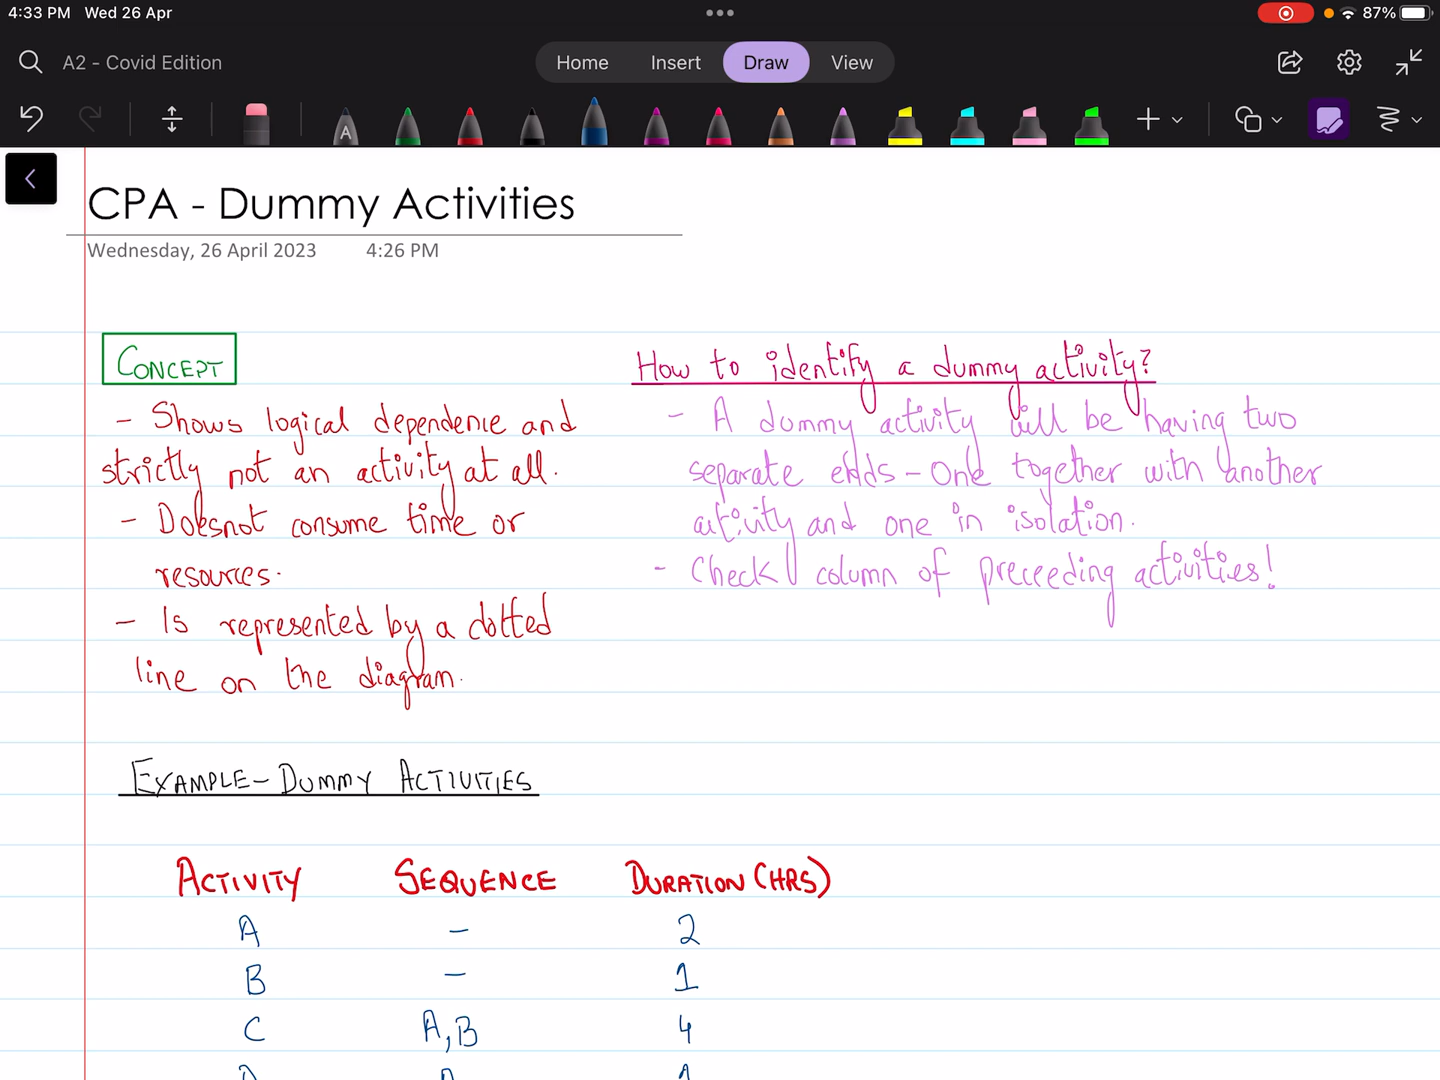 4:33 PM Wed 26 Apr
87%
A2 - Covid Edition
Home Insert Draw View
A
CPA - Dummy Activities
Wednesday, 26 April 2023 4:26 PM
CONCEPT
- Shows logical dependence and
strictly not an activity at all.
- Doesnot consume time or
resources.
- Is represented by a dotted
line on the diagram.
How to identify a dummy activity?
- A dummy activity will be having two
separate ends - One together with another
activity and one in isolation.
- Check column of preceeding activities!
EXAMPLE - DUMMY ACTIVITIES
ACTIVITY SEQUENCE DURATION (HRS)
A - 2
B - 1
C A, B 4